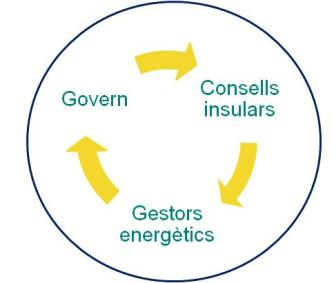 Govern
Consells
insulars
Gestors
energètics